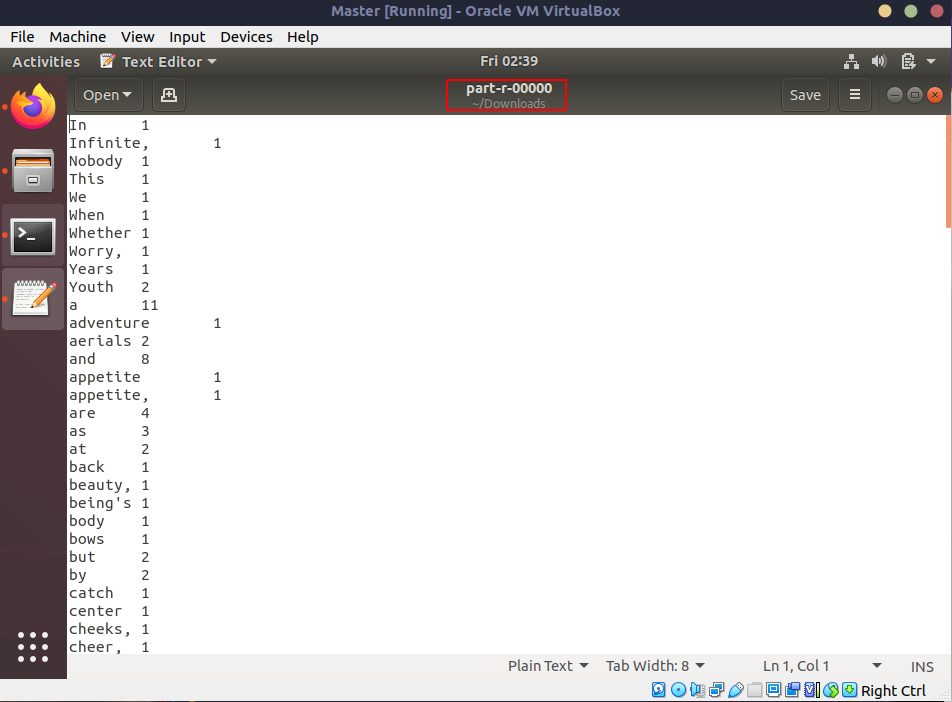 Master [Running] - Oracle VM VirtualBox
File Machine View Input Devices Help
Activities Text Editor Fri 02:39
Open part-r-00000 Save
~/Downloads
In 1
Infinite, 1
Nobody 1
This 1
We 1
When 1
Whether 1
Worry, 1
Years 1
Youth 2
a 11
adventure 1
aerials 2
and 8
appetite 1
appetite, 1
are 4
as 3
at 2
back 1
beauty, 1
being's 1
body 1
bows 1
but 2
by 2
catch 1
center 1
cheeks, 1
cheer, 1
Plain Text Tab Width: 8 Ln 1, Col 1 INS
Right Ctrl